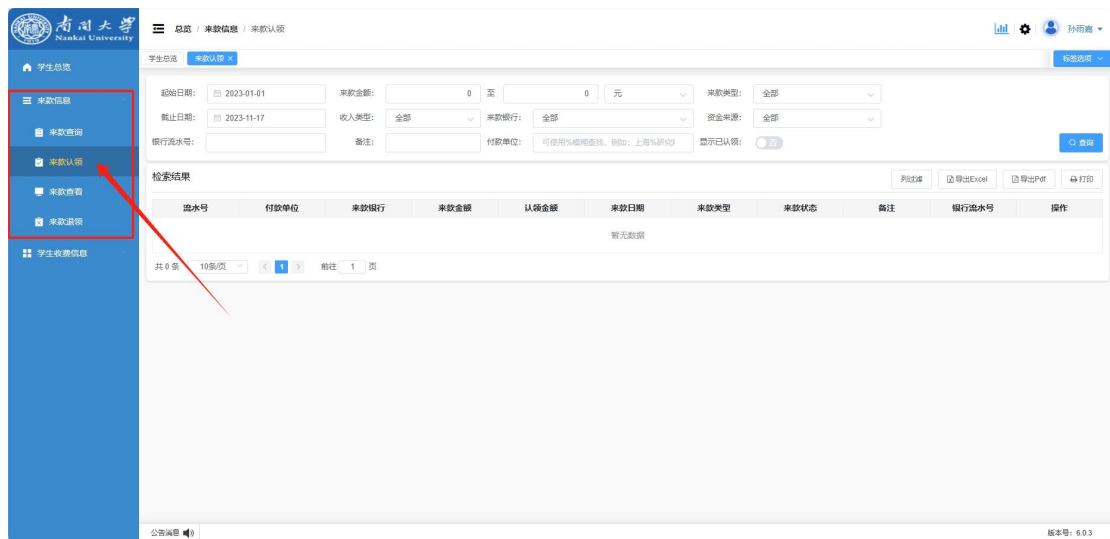 南开大学
Nankai University
总览 / 来款信息 / 来款认领
孙雨嘉
学生总览
来款认领 ×
标签选项
学生总览
来款信息
来款查询
来款认领
来款查看
来款退领
学生收费信息
起始日期: 2023-01-01 来款金额: 0 至 0 元 来款类型: 全部
截止日期: 2023-11-17 收入类型: 全部 来款银行: 全部 资金来源: 全部
银行流水号: 备注: 付款单位: 可使用%模糊查找, 例如: 上海%研究 显示已认领: 否 查询
检索结果
列过滤 导出Excel 导出Pdf 打印
流水号 付款单位 来款银行 来款金额 认领金额 来款日期 来款类型 来款状态 备注 银行流水号 操作
暂无数据
共 0 条 10条/页 < 1 > 前往 1 页
公告消息
版本号: 6.0.3